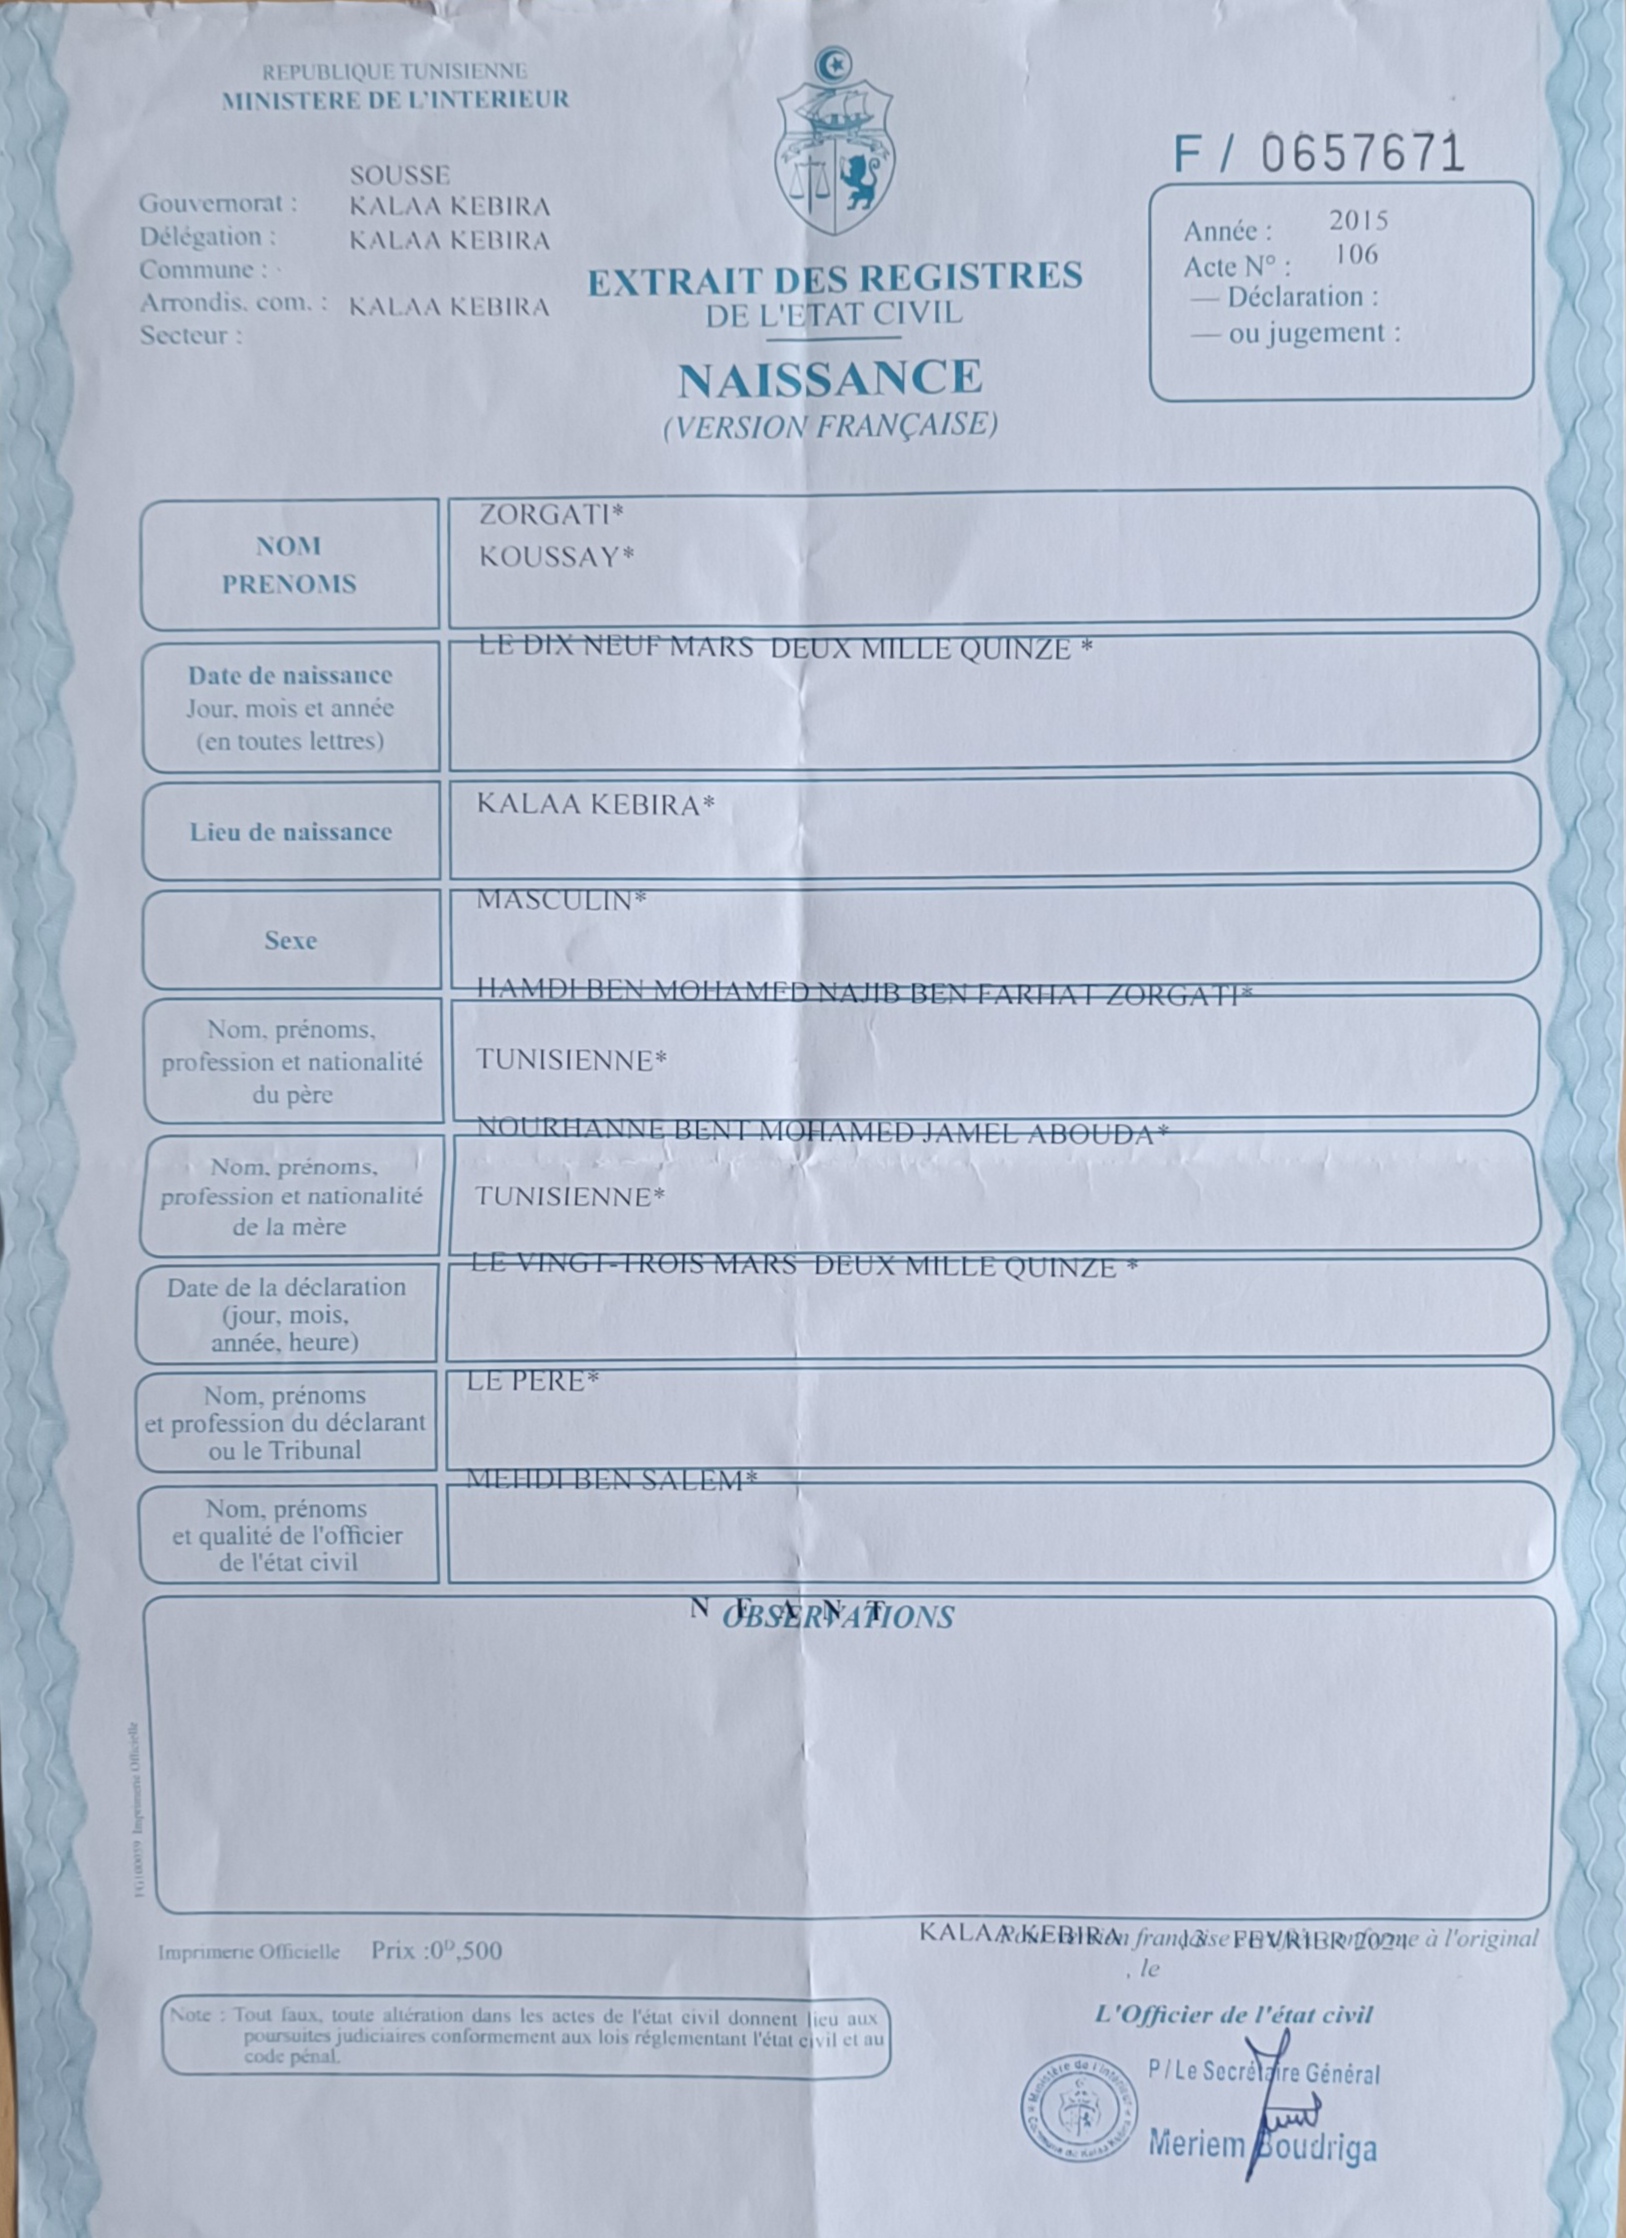 REPUBLIQUE TUNISIENNE
MINISTERE DE L'INTERIEUR
F / 0657671
SOUSSE
Gouvernorat : KALAA KEBIRA
Délégation : KALAA KEBIRA
Commune :
Arrondis. com. : KALAA KEBIRA
Secteur :
Année : 2015
Acte N° : 106
— Déclaration :
— ou jugement :
EXTRAIT DES REGISTRES
DE L'ETAT CIVIL
NAISSANCE
(VERSION FRANÇAISE)
NOM
PRENOMS
ZORGATI*
KOUSSAY*
Date de naissance
Jour, mois et année
(en toutes lettres)
LE DIX NEUF MARS DEUX MILLE QUINZE *
Lieu de naissance
KALAA KEBIRA*
Sexe
MASCULIN*
Nom, prénoms,
profession et nationalité
du père
HAMDI BEN MOHAMED NAJIB BEN FARHAT ZORGATI*
TUNISIENNE*
Nom, prénoms,
profession et nationalité
de la mère
NOURHANNE BENT MOHAMED JAMEL ABOUDA*
TUNISIENNE*
Date de la déclaration
(jour, mois,
année, heure)
LE VINGT-TROIS MARS DEUX MILLE QUINZE *
Nom, prénoms
et profession du déclarant
ou le Tribunal
LE PERE*
Nom, prénoms
et qualité de l'officier
de l'état civil
MEHDI BEN SALEM*
N E A N T
OBSERVATIONS
Imprimerie Officielle
Imprimerie Officielle Prix :0ᴰ,500
KALAA KEBIRA 13 FEVRIER 2024
française conforme à l'original
, le
Note : Tout faux, toute altération dans les actes de l'état civil donnent lieu aux
poursuites judiciaires conformement aux lois réglementant l'état civil et au
code pénal.
L'Officier de l'état civil
P / Le Secrétaire Général
Meriem Boudriga